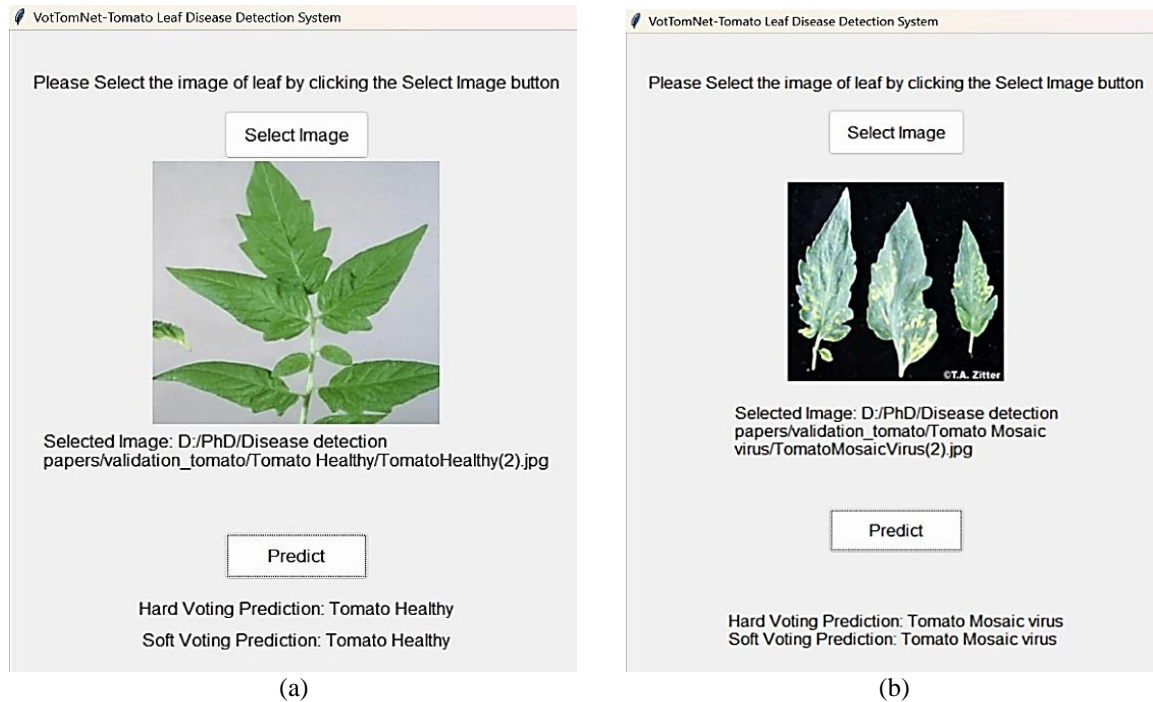 VotTomNet-Tomato Leaf Disease Detection System
Please Select the image of leaf by clicking the Select Image button
Select Image
Selected Image: D:/PhD/Disease detection
papers/validation_tomato/Tomato Healthy/TomatoHealthy(2).jpg
Predict
Hard Voting Prediction: Tomato Healthy
Soft Voting Prediction: Tomato Healthy
(a)
VotTomNet-Tomato Leaf Disease Detection System
Please Select the image of leaf by clicking the Select Image button
Select Image
©T.A. Zitter
Selected Image: D:/PhD/Disease detection
papers/validation_tomato/Tomato Mosaic
virus/TomatoMosaicVirus(2).jpg
Predict
Hard Voting Prediction: Tomato Mosaic virus
Soft Voting Prediction: Tomato Mosaic virus
(b)